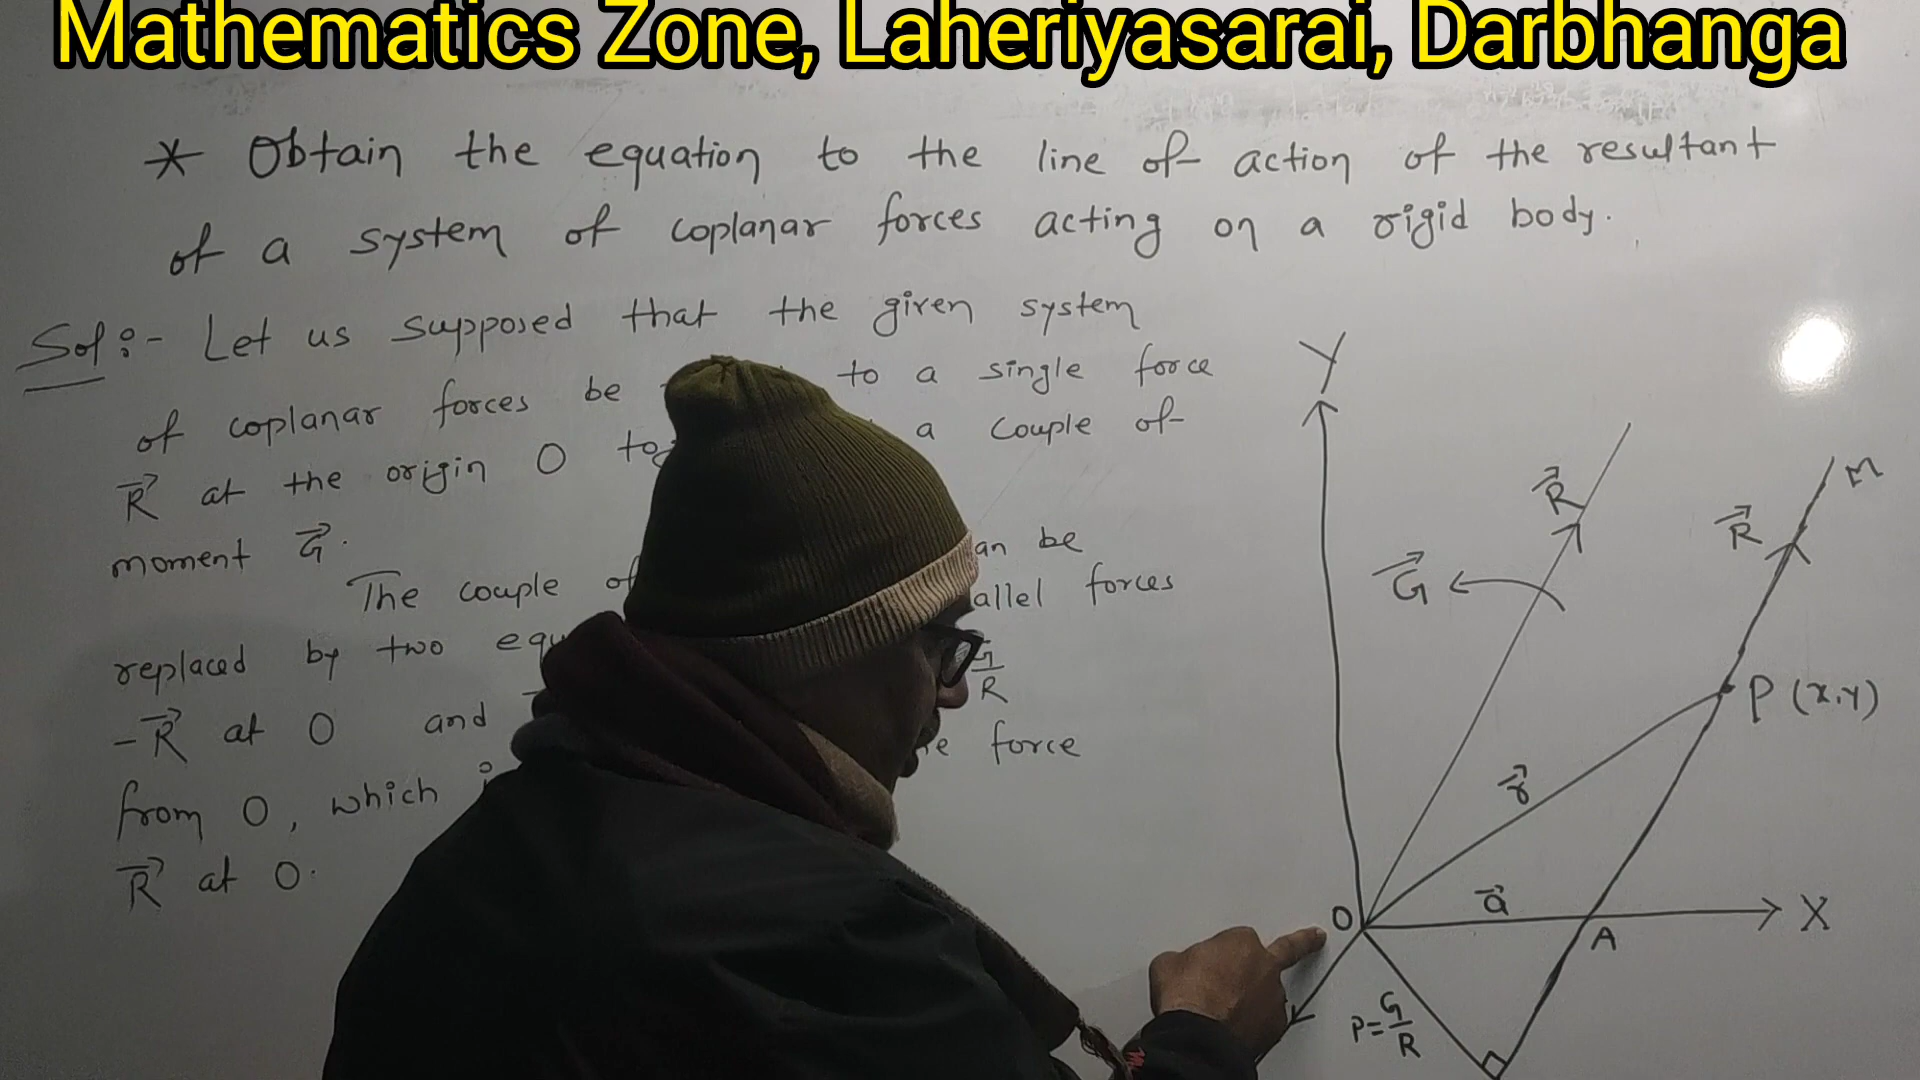 Mathematics Zone, Laheriyasarai, Darbhanga
* Obtain the equation to the line of action of the resultant
of a system of coplanar forces acting on a rigid body.
Sol:- Let us supposed that the given system
of coplanar forces be to a single force
R⃗ at the origin O a couple of
moment G⃗.
The couple be
replaced by two forces
-R⃗ at O and G/R
from O, which force
R⃗ at O.
Y
R⃗
M
R⃗
G⃗
P (x,y)
r⃗
a⃗
O
A
X
P=G/R